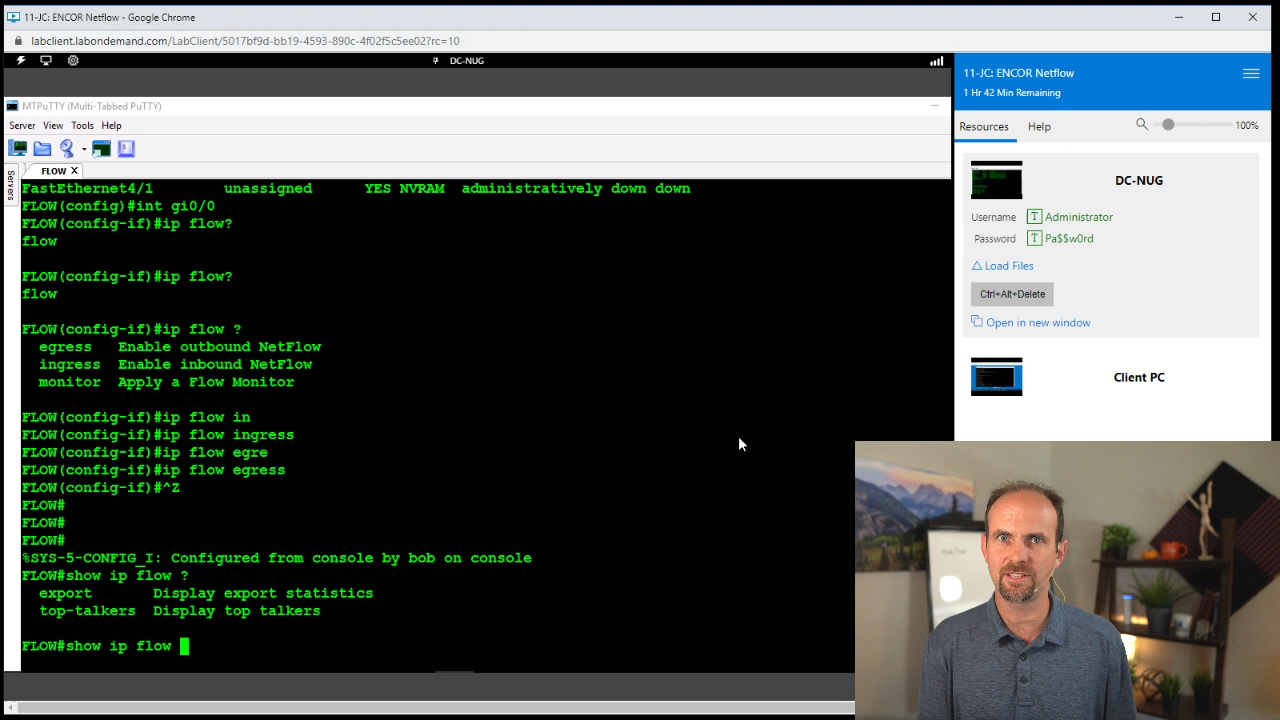 11-JC: ENCOR Netflow - Google Chrome
labclient.labondemand.com/LabClient/5017bf9d-bb19-4593-890c-4f02f5c5ee02?rc=10
DC-NUG
MTPuTTY (Multi-Tabbed PuTTY)
Server View Tools Help
Servers
FLOW X
FastEthernet4/1 unassigned YES NVRAM administratively down down
FLOW(config)#int gi0/0
FLOW(config-if)#ip flow?
flow
FLOW(config-if)#ip flow?
flow
FLOW(config-if)#ip flow ?
egress Enable outbound NetFlow
ingress Enable inbound NetFlow
monitor Apply a Flow Monitor
FLOW(config-if)#ip flow in
FLOW(config-if)#ip flow ingress
FLOW(config-if)#ip flow egre
FLOW(config-if)#ip flow egress
FLOW(config-if)#^Z
FLOW#
FLOW#
FLOW#
%SYS-5-CONFIG_I: Configured from console by bob on console
FLOW#show ip flow ?
export Display export statistics
top-talkers Display top talkers
FLOW#show ip flow
11-JC: ENCOR Netflow
1 Hr 42 Min Remaining
Resources Help 100%
DC-NUG
Username T Administrator
Password T Pa$$w0rd
Load Files
Ctrl+Alt+Delete
Open in new window
Client PC